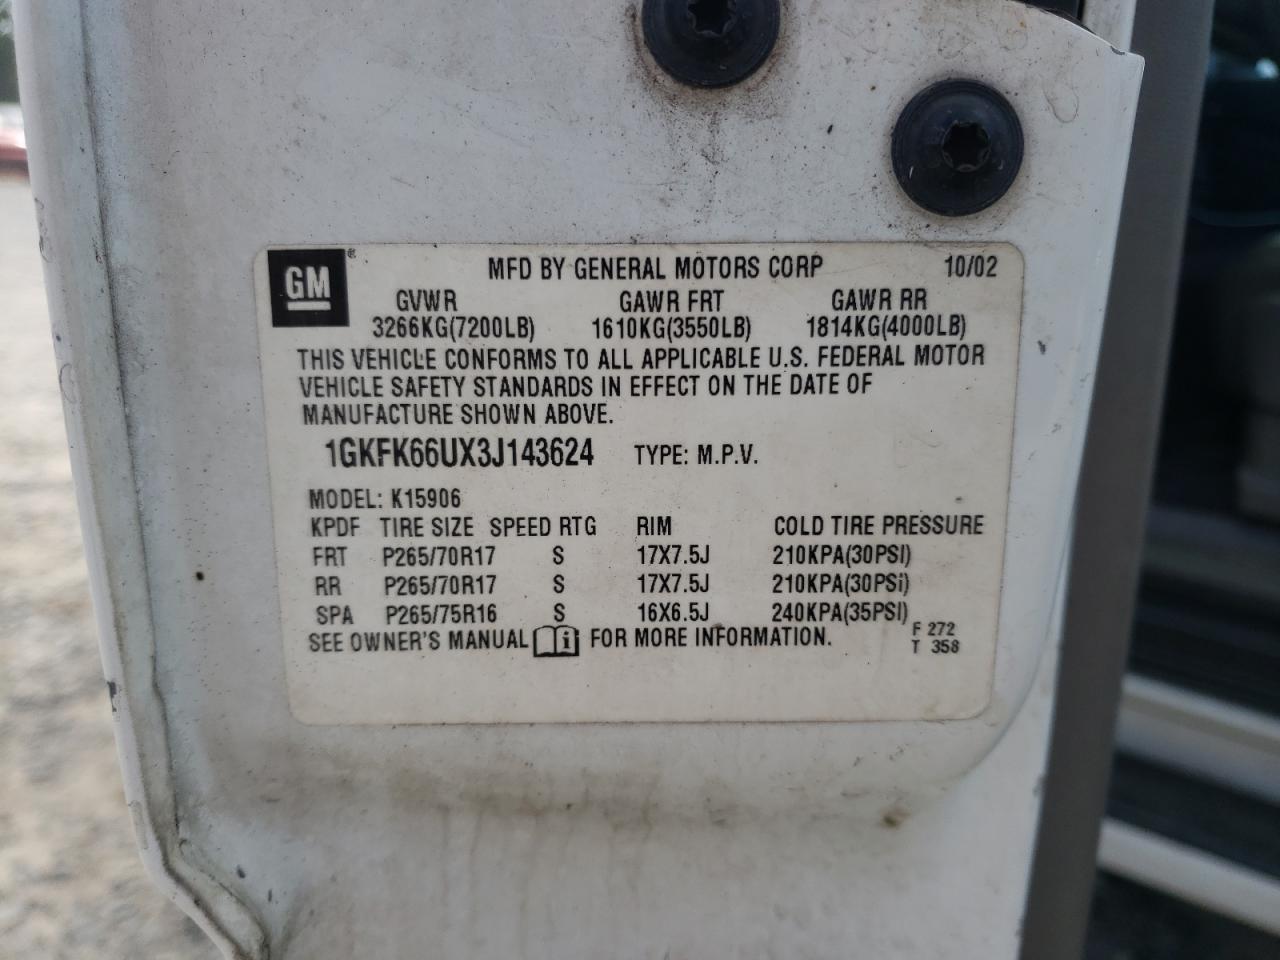 GM ® MFD BY GENERAL MOTORS CORP 10/02
GVWR GAWR FRT GAWR RR
3266KG(7200LB) 1610KG(3550LB) 1814KG(4000LB)
THIS VEHICLE CONFORMS TO ALL APPLICABLE U.S. FEDERAL MOTOR
VEHICLE SAFETY STANDARDS IN EFFECT ON THE DATE OF
MANUFACTURE SHOWN ABOVE.
1GKFK66UX3J143624 TYPE: M.P.V.
MODEL: K15906
KPDF TIRE SIZE SPEED RTG RIM COLD TIRE PRESSURE
FRT P265/70R17 S 17X7.5J 210KPA(30PSI)
RR P265/70R17 S 17X7.5J 210KPA(30PSI)
SPA P265/75R16 S 16X6.5J 240KPA(35PSI)
SEE OWNER'S MANUAL i FOR MORE INFORMATION. F 272
T 358